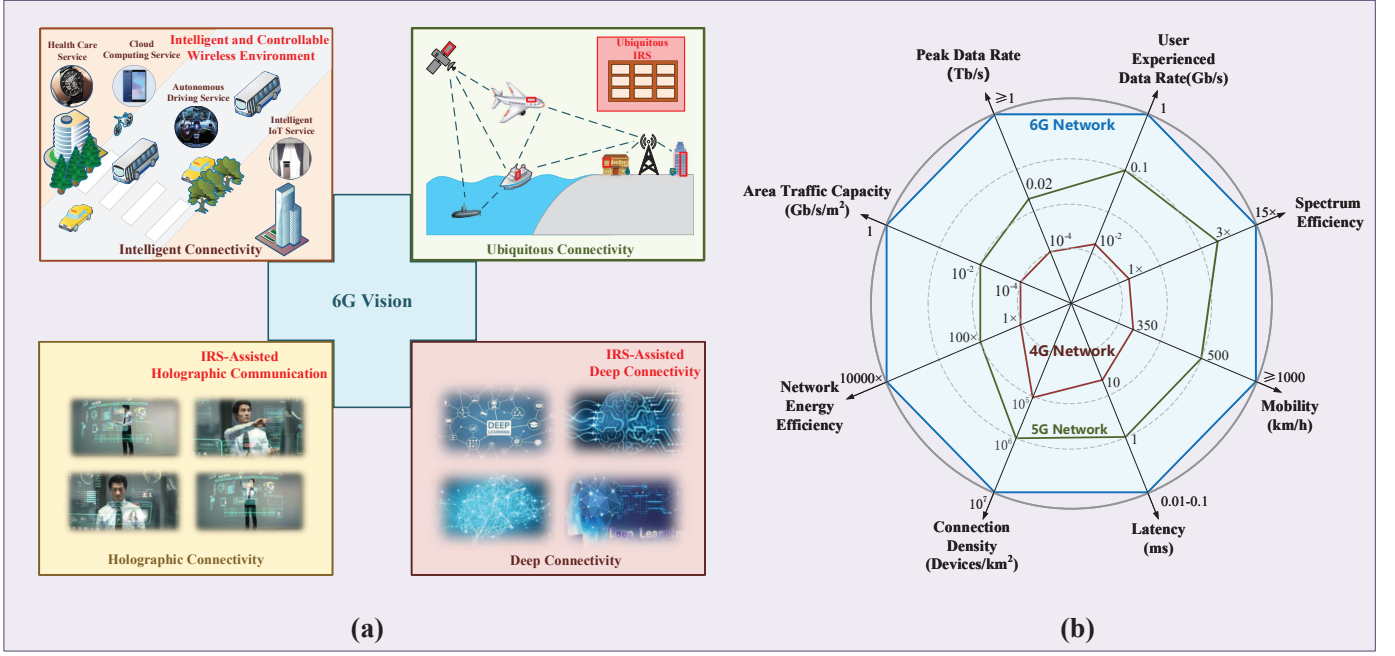 Health Care
Service
Cloud
Computing Service
Intelligent and Controllable
Wireless Environment
Autonomous
Driving Service
Intelligent
IoT Service
Intelligent Connectivity
Ubiquitous
IRS
Ubiquitous Connectivity
6G Vision
IRS-Assisted
Holographic Communication
Holographic Connectivity
IRS-Assisted
Deep Connectivity
DEEP
LEARNING
Deep Learning
Deep Connectivity
(a)
Peak Data Rate
(Tb/s)
≥1
0.02
10⁻⁴
User
Experienced
Data Rate(Gb/s)
1
0.1
10⁻²
Spectrum
Efficiency
15×
3×
1×
Mobility
(km/h)
≥1000
500
350
Latency
(ms)
0.01-0.1
1
10
Connection
Density
(Devices/km²)
10⁷
10⁶
10⁵
Network
Energy
Efficiency
10000×
100×
1×
Area Traffic Capacity
(Gb/s/m²)
1
10⁻²
10⁻⁴
6G Network
4G Network
5G Network
(b)